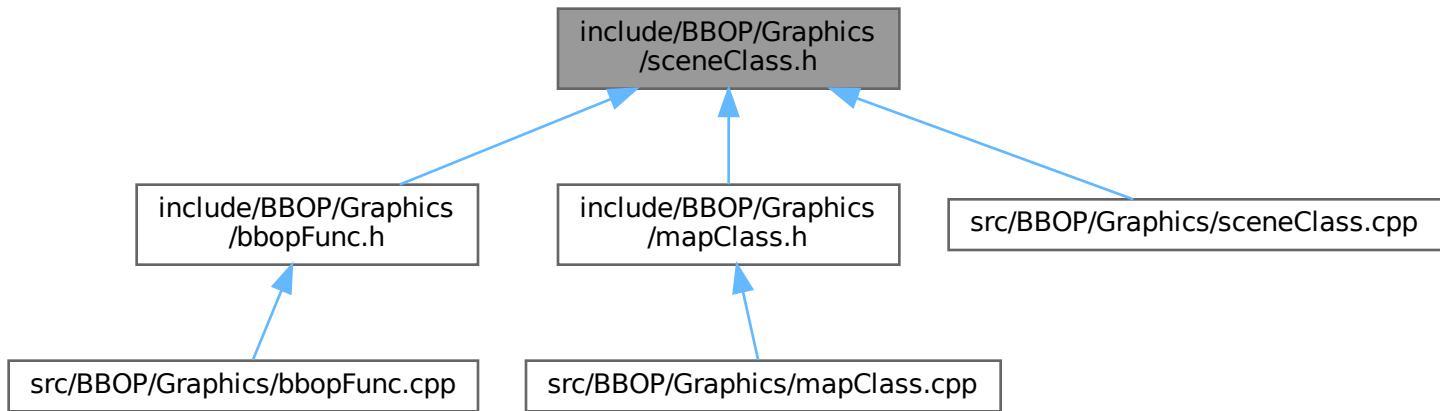 include/BBOP/Graphics
/sceneClass.h
include/BBOP/Graphics
/bbopFunc.h
include/BBOP/Graphics
/mapClass.h
src/BBOP/Graphics/sceneClass.cpp
src/BBOP/Graphics/bbopFunc.cpp
src/BBOP/Graphics/mapClass.cpp